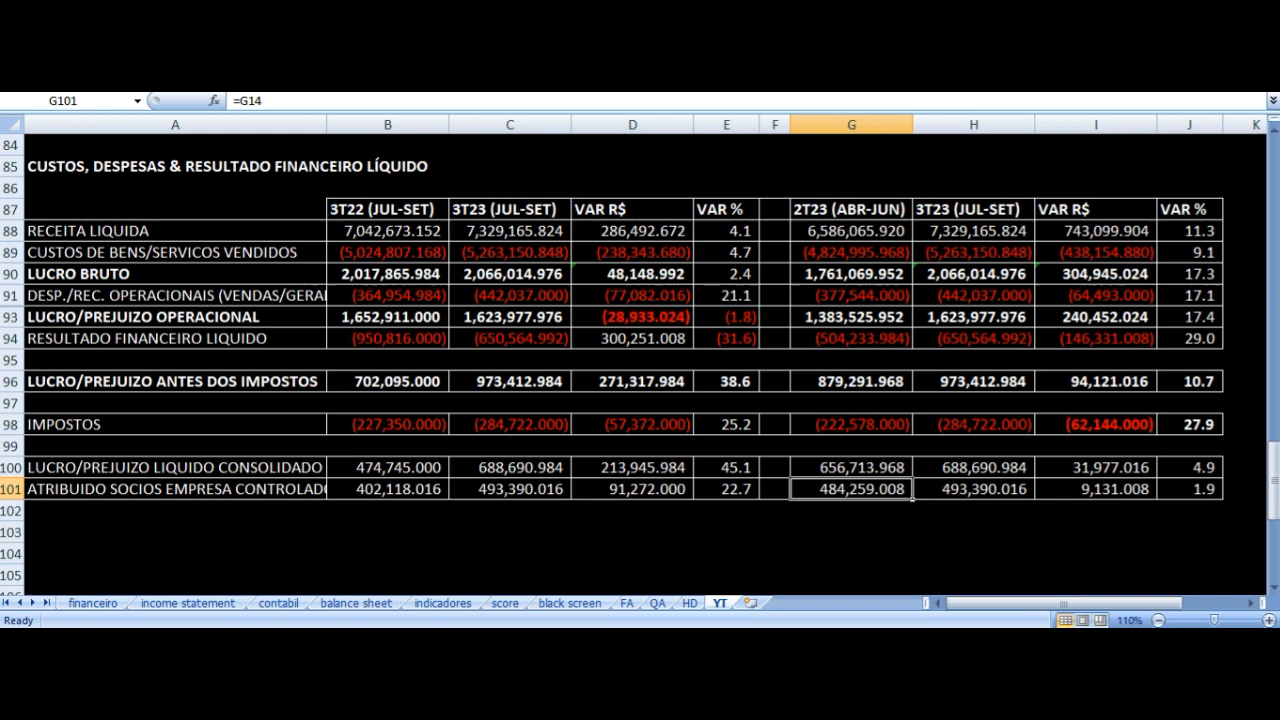 G101 fx =G14
A B C D E F G H I J K
84
85 CUSTOS, DESPESAS & RESULTADO FINANCEIRO LÍQUIDO
86
87 3T22 (JUL-SET) 3T23 (JUL-SET) VAR R$ VAR % 2T23 (ABR-JUN) 3T23 (JUL-SET) VAR R$ VAR %
88 RECEITA LIQUIDA 7,042,673.152 7,329,165.824 286,492.672 4.1 6,586,065.920 7,329,165.824 743,099.904 11.3
89 CUSTOS DE BENS/SERVICOS VENDIDOS (5,024,807.168) (5,263,150.848) (238,343.680) 4.7 (4,824,995.968) (5,263,150.848) (438,154.880) 9.1
90 LUCRO BRUTO 2,017,865.984 2,066,014.976 48,148.992 2.4 1,761,069.952 2,066,014.976 304,945.024 17.3
91 DESP./REC. OPERACIONAIS (VENDAS/GERA (364,954.984) (442,037.000) (77,082.016) 21.1 (377,544.000) (442,037.000) (64,493.000) 17.1
93 LUCRO/PREJUIZO OPERACIONAL 1,652,911.000 1,623,977.976 (28,933.024) (1.8) 1,383,525.952 1,623,977.976 240,452.024 17.4
94 RESULTADO FINANCEIRO LIQUIDO (950,816.000) (650,564.992) 300,251.008 (31.6) (504,233.984) (650,564.992) (146,331.008) 29.0
95
96 LUCRO/PREJUIZO ANTES DOS IMPOSTOS 702,095.000 973,412.984 271,317.984 38.6 879,291.968 973,412.984 94,121.016 10.7
97
98 IMPOSTOS (227,350.000) (284,722.000) (57,372.000) 25.2 (222,578.000) (284,722.000) (62,144.000) 27.9
99
100 LUCRO/PREJUIZO LIQUIDO CONSOLIDADO 474,745.000 688,690.984 213,945.984 45.1 656,713.968 688,690.984 31,977.016 4.9
101 ATRIBUIDO SOCIOS EMPRESA CONTROLAD 402,118.016 493,390.016 91,272.000 22.7 484,259.008 493,390.016 9,131.008 1.9
102
103
104
105
financeiro income statement contabil balance sheet indicadores score black screen FA QA HD YT
Ready 110%